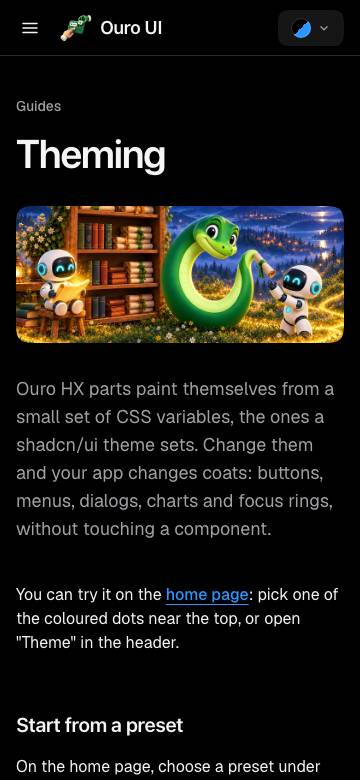 Ouro UI
Guides
Theming
Ouro HX parts paint themselves from a
small set of CSS variables, the ones a
shadcn/ui theme sets. Change them
and your app changes coats: buttons,
menus, dialogs, charts and focus rings,
without touching a component.
You can try it on the home page: pick one of
the coloured dots near the top, or open
"Theme" in the header.
Start from a preset
On the home page, choose a preset under